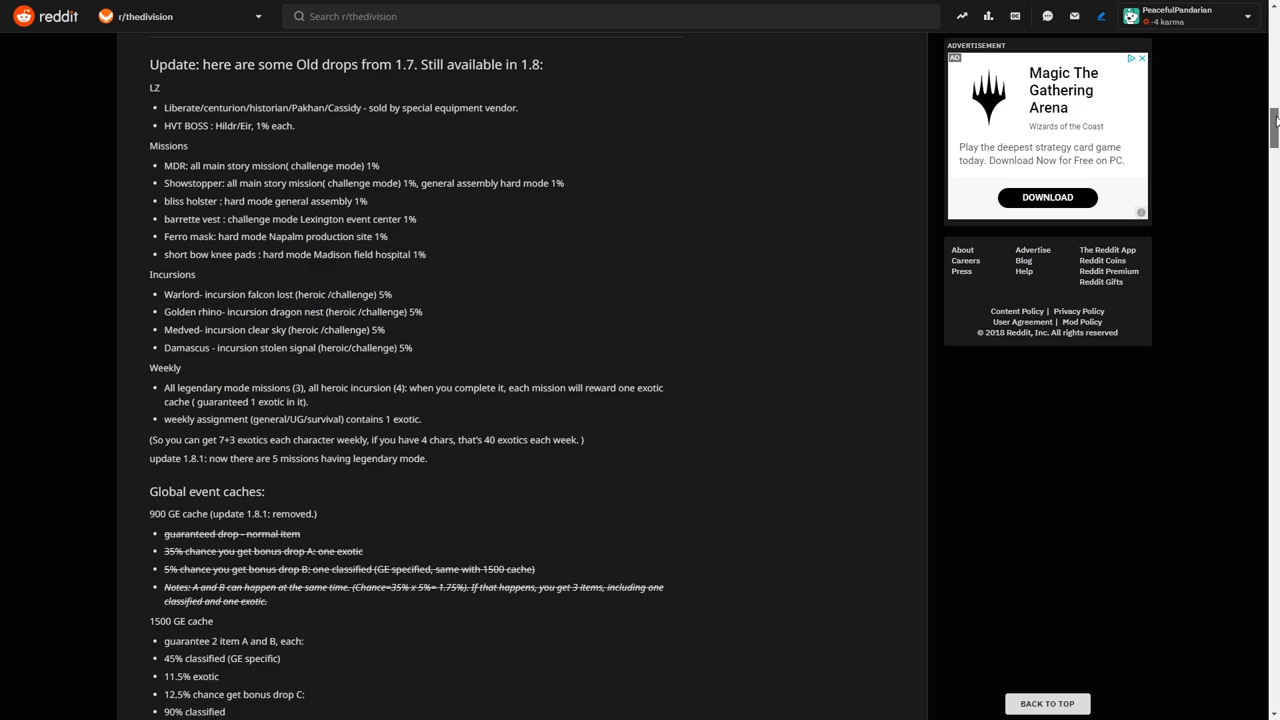 reddit
r/thedivision
Search r/thedivision
PeacefulPandarian
-4 karma
Update: here are some Old drops from 1.7. Still available in 1.8:
LZ
• Liberate/centurion/historian/Pakhan/Cassidy - sold by special equipment vendor.
• HVT BOSS : Hildr/Eir, 1% each.
Missions
• MDR: all main story mission( challenge mode) 1%
• Showstopper: all main story mission( challenge mode) 1%, general assembly hard mode 1%
• bliss holster : hard mode general assembly 1%
• barrette vest : challenge mode Lexington event center 1%
• Ferro mask: hard mode Napalm production site 1%
• short bow knee pads : hard mode Madison field hospital 1%
Incursions
• Warlord- incursion falcon lost (heroic /challenge) 5%
• Golden rhino- incursion dragon nest (heroic /challenge) 5%
• Medved- incursion clear sky (heroic /challenge) 5%
• Damascus - incursion stolen signal (heroic/challenge) 5%
Weekly
• All legendary mode missions (3), all heroic incursion (4): when you complete it, each mission will reward one exotic
cache ( guaranteed 1 exotic in it).
• weekly assignment (general/UG/survival) contains 1 exotic.
(So you can get 7+3 exotics each character weekly, if you have 4 chars, that's 40 exotics each week. )
update 1.8.1: now there are 5 missions having legendary mode.
Global event caches:
900 GE cache (update 1.8.1: removed.)
• guaranteed drop - normal item
• 35% chance you get bonus drop A: one exotic
• 5% chance you get bonus drop B: one classified (GE specified, same with 1500 cache)
• Notes: A and B can happen at the same time. (Chance=35% x 5%= 1.75%). If that happens, you get 3 items, including one
classified and one exotic.
1500 GE cache
• guarantee 2 item A and B, each:
• 45% classified (GE specific)
• 11.5% exotic
• 12.5% chance get bonus drop C:
• 90% classified
ADVERTISEMENT
AD
Magic The
Gathering
Arena
Wizards of the Coast
Play the deepest strategy card game
today. Download Now for Free on PC.
DOWNLOAD
About
Advertise
The Reddit App
Careers
Blog
Reddit Coins
Press
Help
Reddit Premium
Reddit Gifts
Content Policy | Privacy Policy
User Agreement | Mod Policy
© 2018 Reddit, Inc. All rights reserved
BACK TO TOP